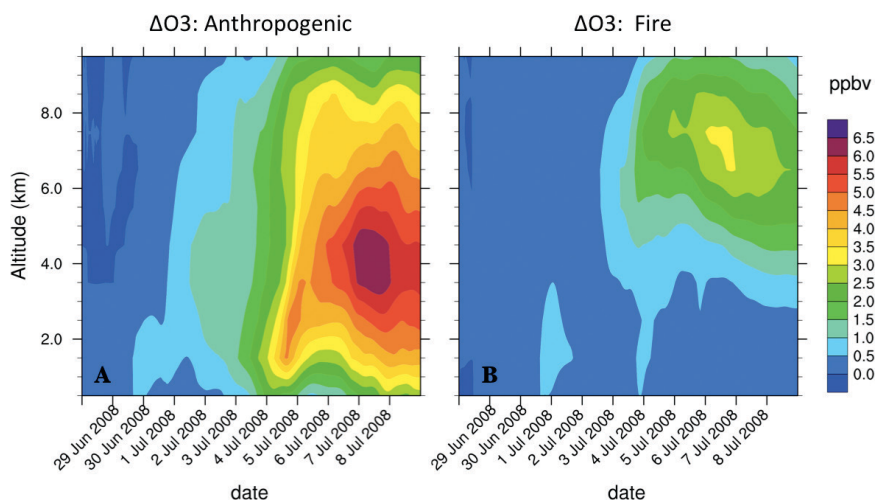 ΔO3: Anthropogenic
ΔO3: Fire
ppbv
Altitude (km)
8.0
6.0
4.0
2.0
A
B
6.5
6.0
5.5
5.0
4.5
4.0
3.5
3.0
2.5
2.0
1.5
1.0
0.5
0.0
29 Jun 2008
30 Jun 2008
1 Jul 2008
2 Jul 2008
3 Jul 2008
4 Jul 2008
5 Jul 2008
6 Jul 2008
7 Jul 2008
8 Jul 2008
29 Jun 2008
30 Jun 2008
1 Jul 2008
2 Jul 2008
3 Jul 2008
4 Jul 2008
5 Jul 2008
6 Jul 2008
7 Jul 2008
8 Jul 2008
date
date